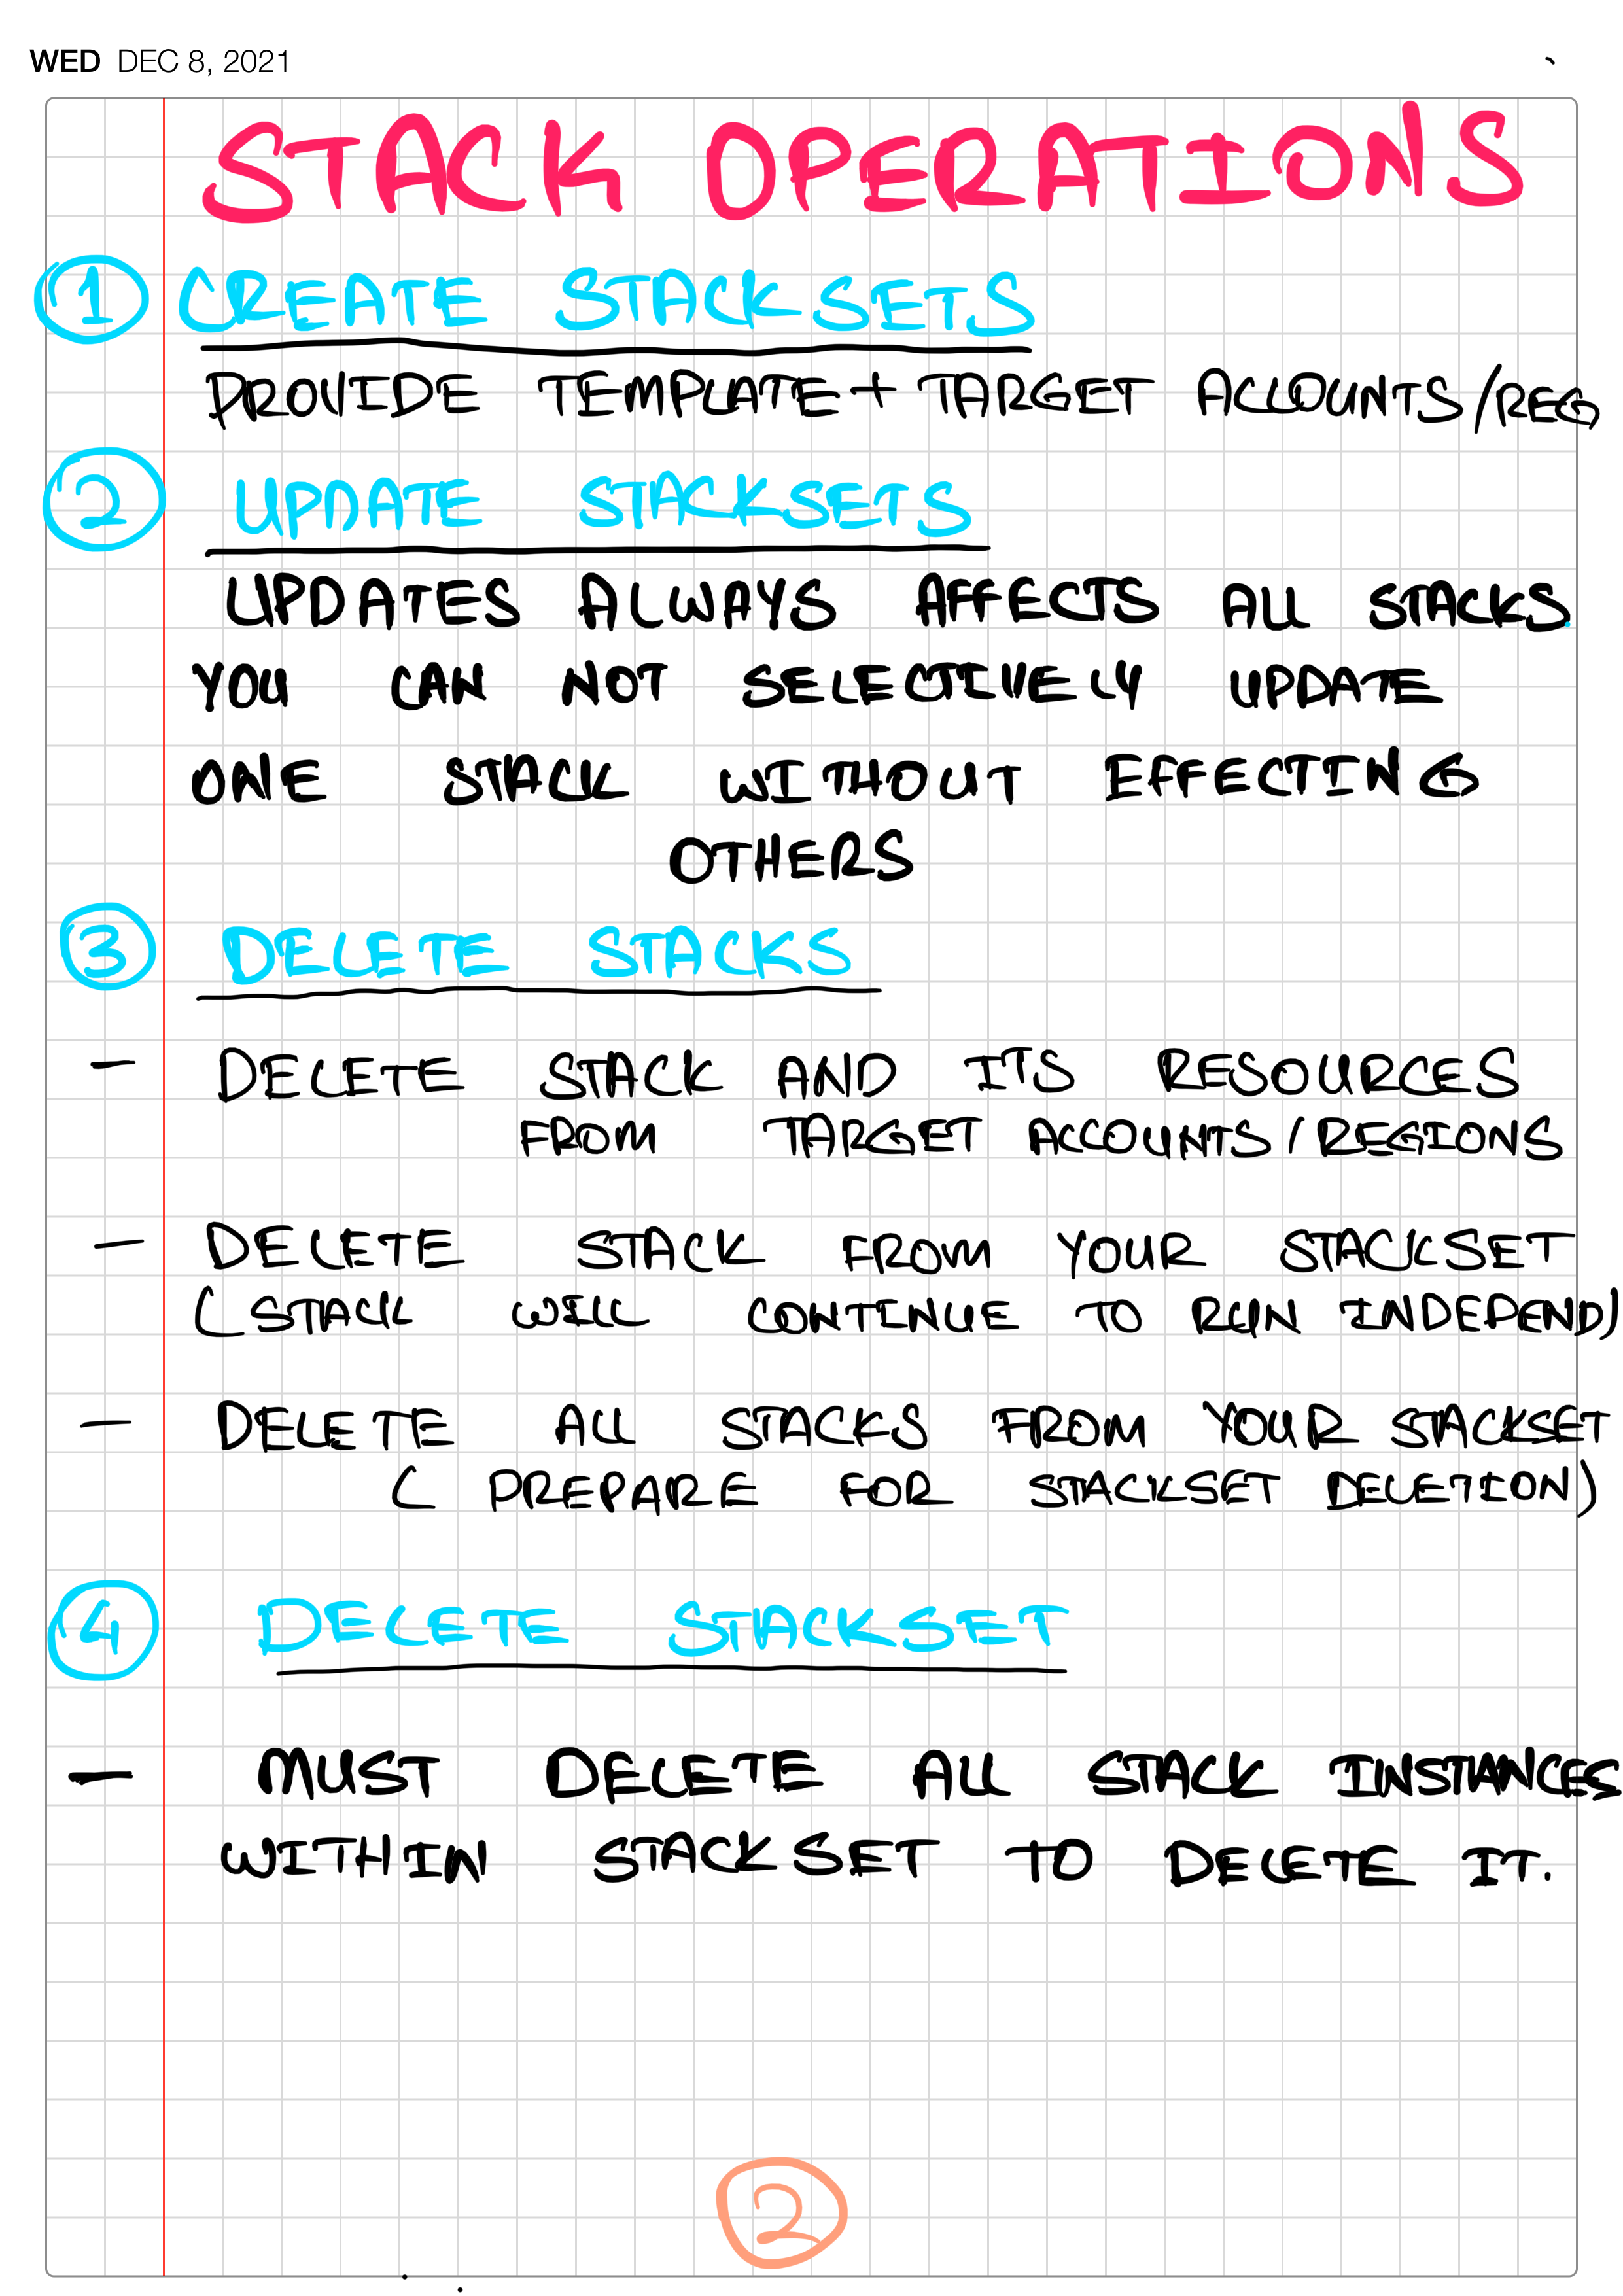 WED DEC 8, 2021
STACK OPERATIONS
1 CREATE STACKSETS
PROVIDE TEMPLATE + TARGET ACCOUNTS/REG
2 UPDATE STACKSETS
UPDATES ALWAYS AFFECTS ALL STACKS.
YOU CAN NOT SELECTIVELY UPDATE
ONE STACK WITHOUT EFFECTING
OTHERS
3 DELETE STACKS
- DELETE STACK AND ITS RESOURCES
FROM TARGET ACCOUNTS/REGIONS
- DELETE STACK FROM YOUR STACKSET
(STACK WILL CONTINUE TO RUN INDEPEND)
- DELETE ALL STACKS FROM YOUR STACKSET
(PREPARE FOR STACKSET DELETION)
4 DELETE STACKSET
- MUST DELETE ALL STACK INSTANCES
WITHIN STACKSET TO DELETE IT.
2